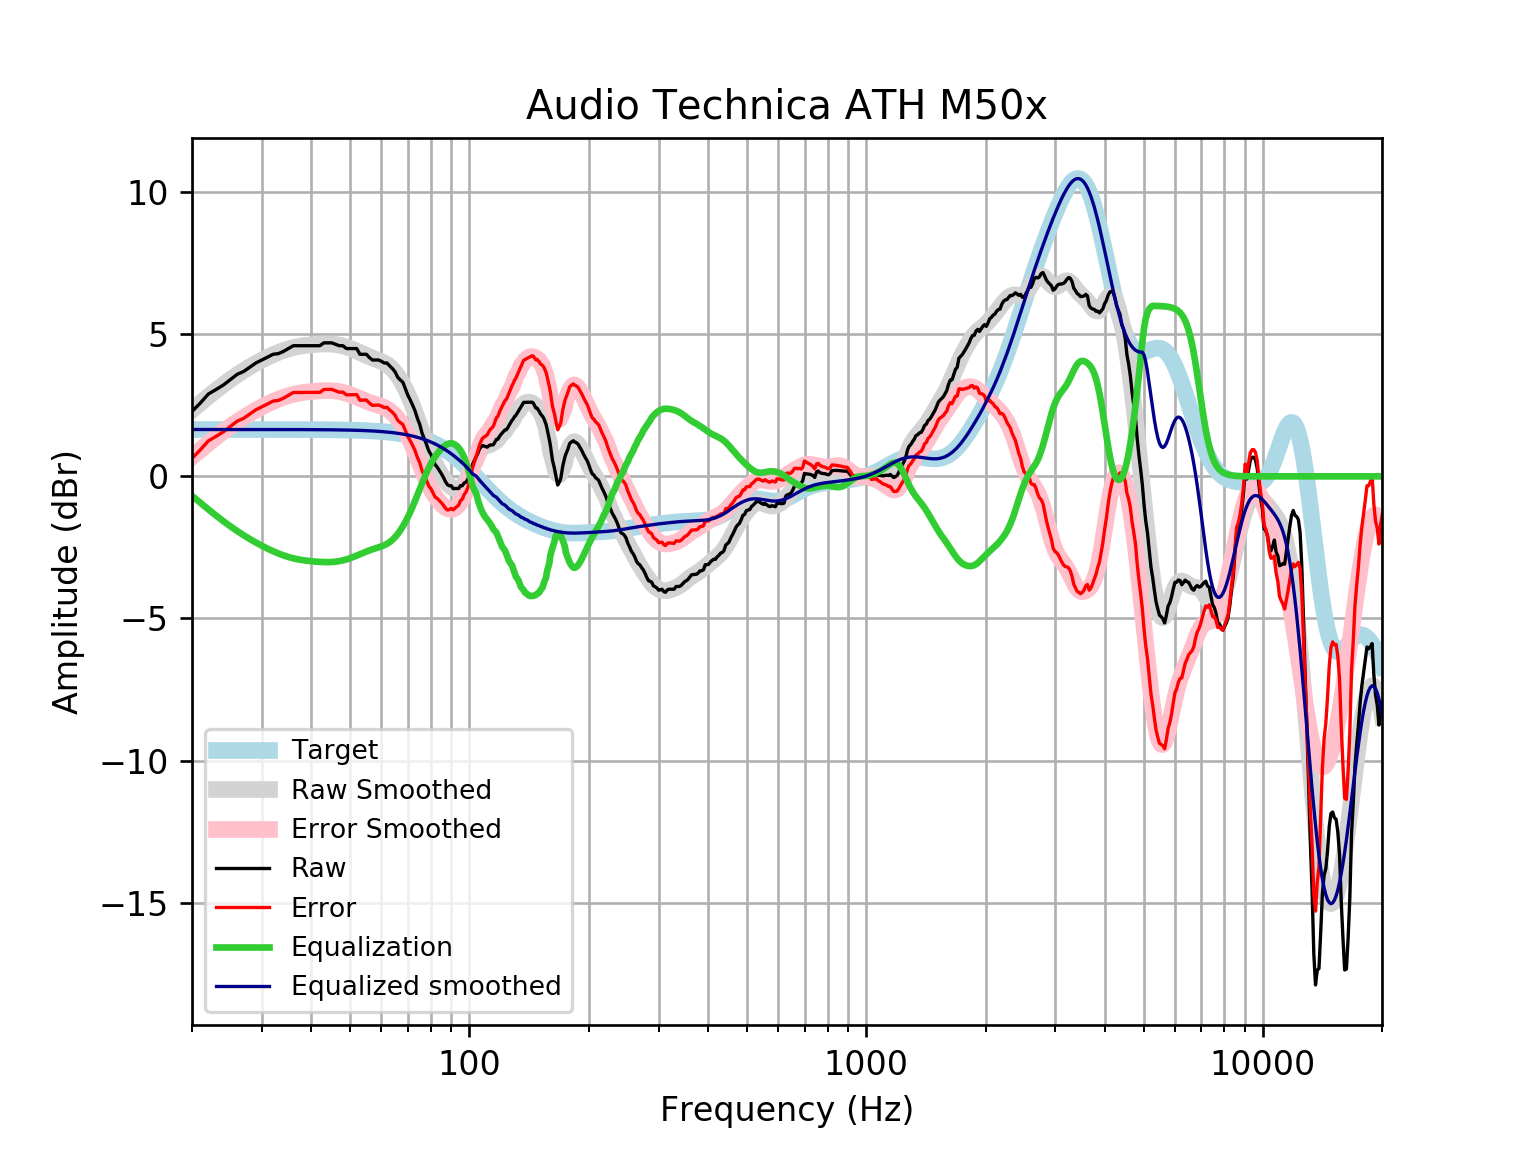 Audio Technica ATH M50x
10
5
0
−5
−10
−15
Amplitude (dBr)
Target
Raw Smoothed
Error Smoothed
Raw
Error
Equalization
Equalized smoothed
100 1000 10000
Frequency (Hz)